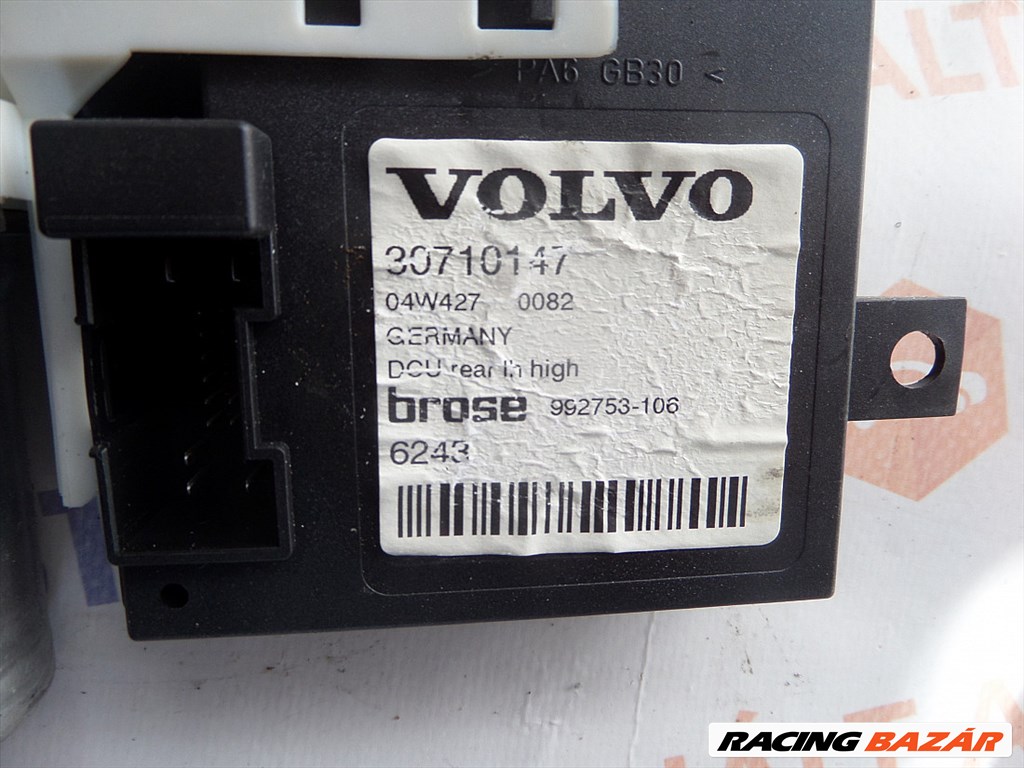 PA6 GB30 <
VOLVO
30710147
04W427 0082
GERMANY
DCU rear lh high
brose 992753-106
6243
RACING BAZÁR